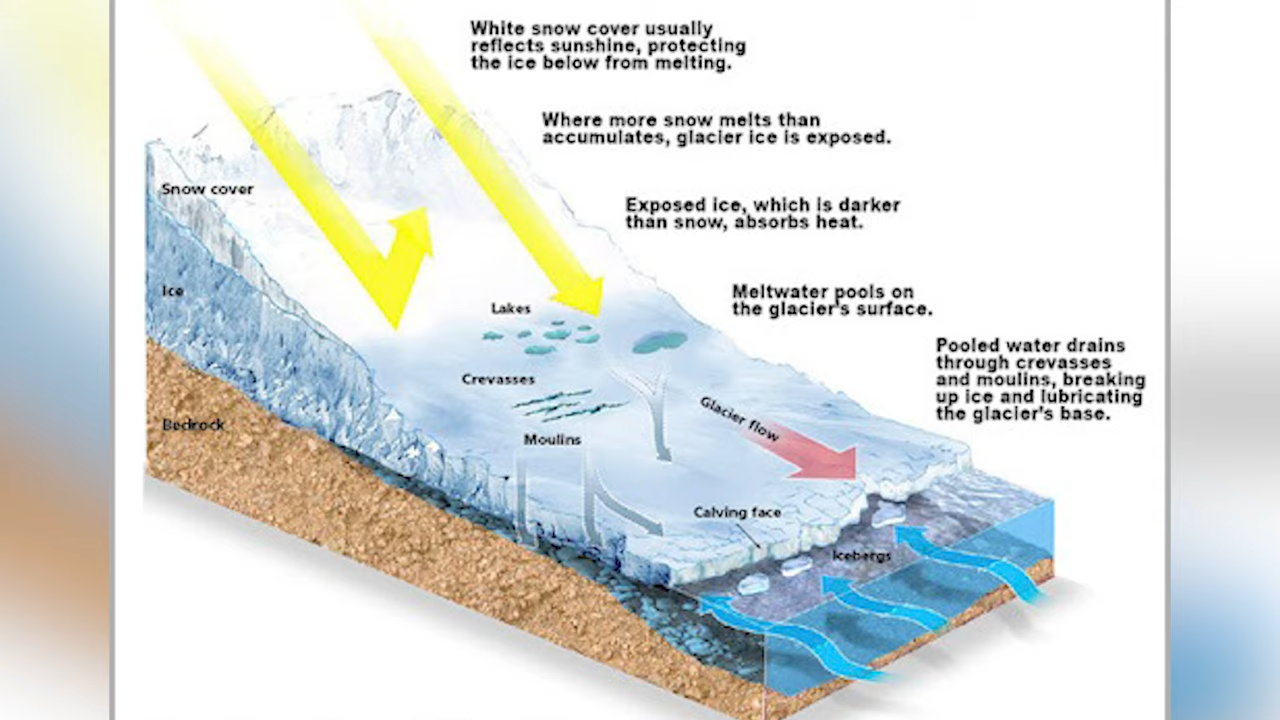 White snow cover usually
reflects sunshine, protecting
the ice below from melting.
Where more snow melts than
accumulates, glacier ice is exposed.
Snow cover
Exposed ice, which is darker
than snow, absorbs heat.
Ice
Meltwater pools on
the glacier's surface.
Lakes
Pooled water drains
through crevasses
and moulins, breaking
up ice and lubricating
the glacier's base.
Crevasses
Glacier flow
Bedrock
Moulins
Calving face
Icebergs